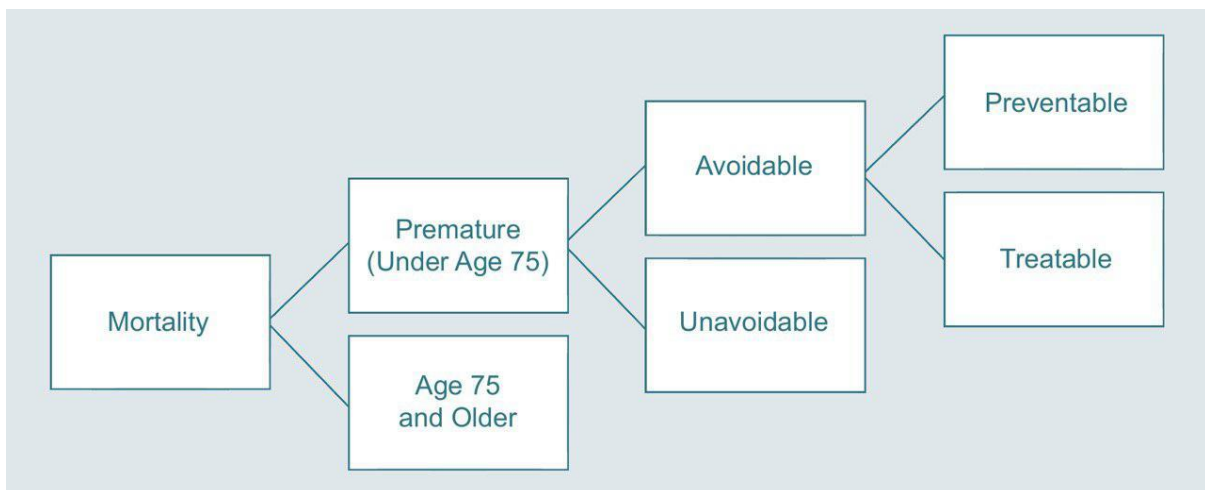 Mortality
Premature
(Under Age 75)
Age 75
and Older
Avoidable
Unavoidable
Preventable
Treatable